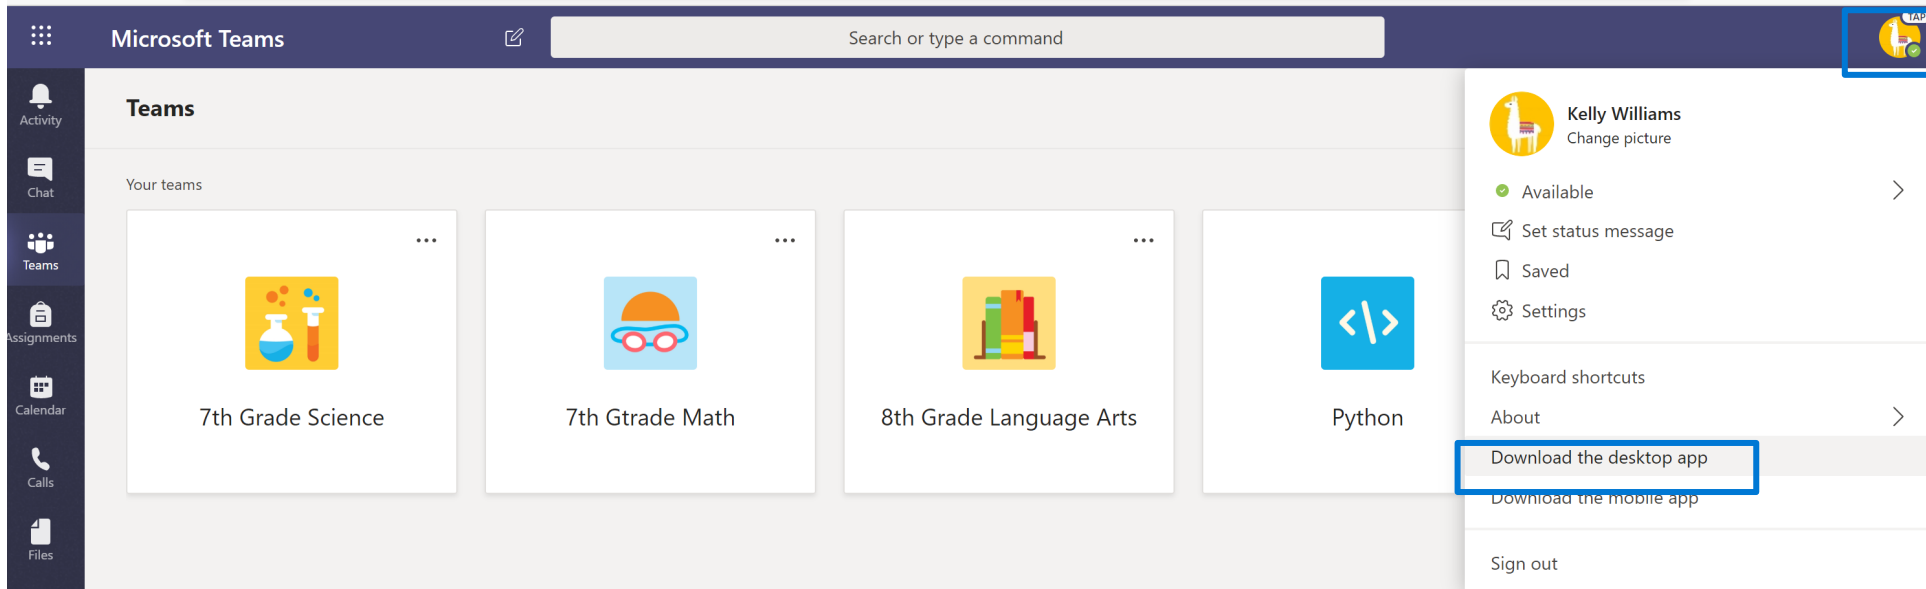 Microsoft Teams
Search or type a command
TAP
Activity
Chat
Teams
Assignments
Calendar
Calls
Files
Teams
Your teams
7th Grade Science
7th Gtrade Math
8th Grade Language Arts
Python
Kelly Williams
Change picture
Available
Set status message
Saved
Settings
Keyboard shortcuts
About
Download the desktop app
Download the mobile app
Sign out